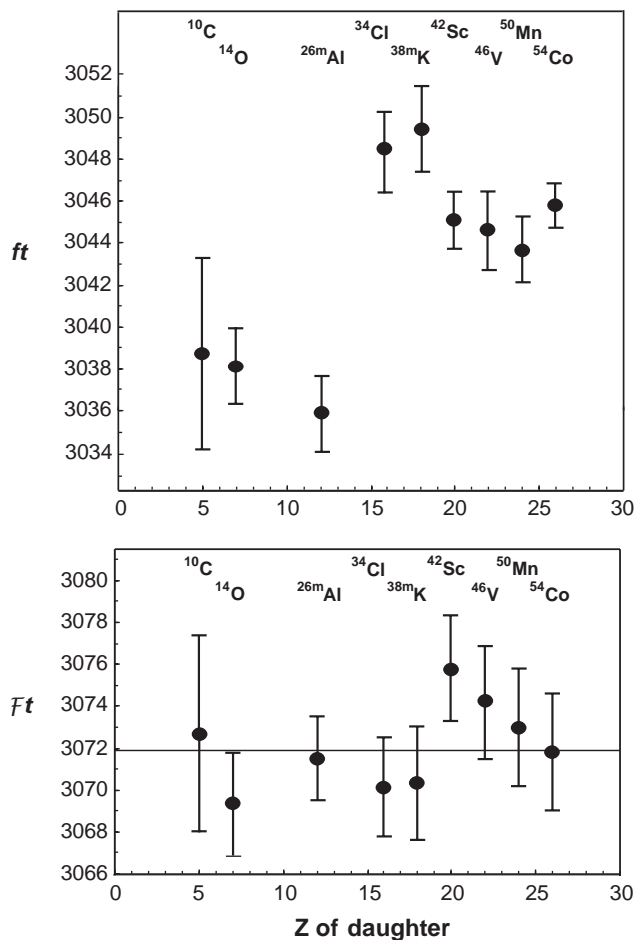 ¹⁰C ³⁴Cl ⁴²Sc ⁵⁰Mn
¹⁴O ²⁶ᵐAl ³⁸ᵐK ⁴⁶V ⁵⁴Co
3052
3050
3048
3046
3044
ft
3042
3040
3038
3036
3034
0 5 10 15 20 25 30
¹⁰C ³⁴Cl ⁴²Sc ⁵⁰Mn
¹⁴O ²⁶ᵐAl ³⁸ᵐK ⁴⁶V ⁵⁴Co
3080
3078
3076
3074
ℱt
3072
3070
3068
3066
0 5 10 15 20 25 30
Z of daughter